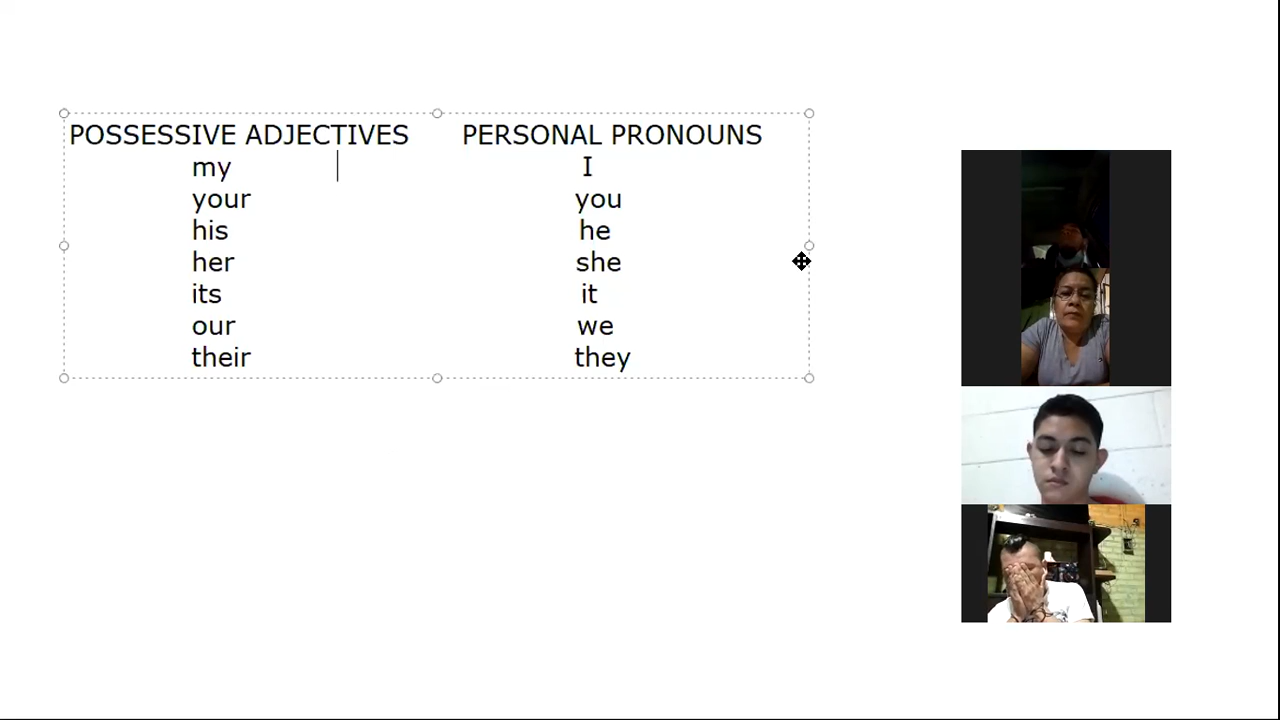 POSSESSIVE ADJECTIVES PERSONAL PRONOUNS
my I
your you
his he
her she
its it
our we
their they